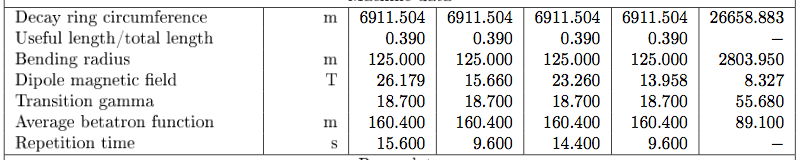 Decay ring circumference m 6911.504 6911.504 6911.504 6911.504 26658.883
Useful length/total length 0.390 0.390 0.390 0.390 –
Bending radius m 125.000 125.000 125.000 125.000 2803.950
Dipole magnetic field T 26.179 15.660 23.260 13.958 8.327
Transition gamma 18.700 18.700 18.700 18.700 55.680
Average betatron function m 160.400 160.400 160.400 160.400 89.100
Repetition time s 15.600 9.600 14.400 9.600 –